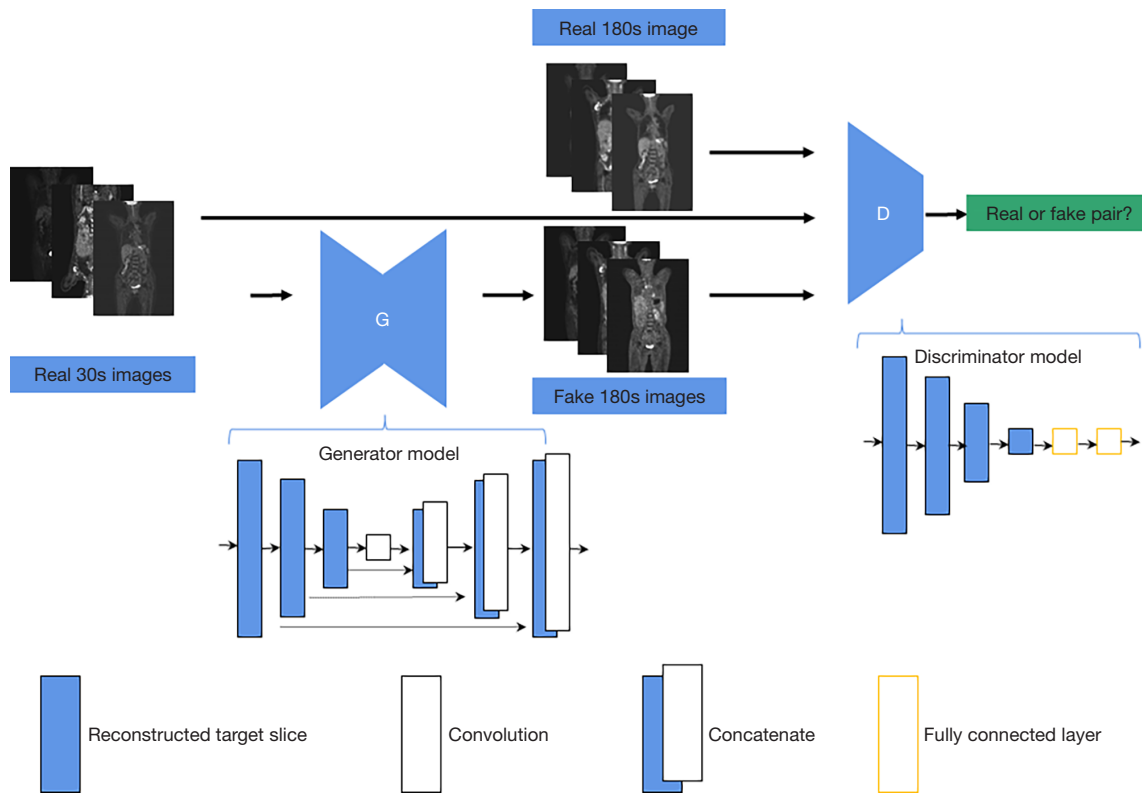 Real 180s image
D
Real or fake pair?
G
Real 30s images
Fake 180s images
Discriminator model
Generator model
Reconstructed target slice
Convolution
Concatenate
Fully connected layer